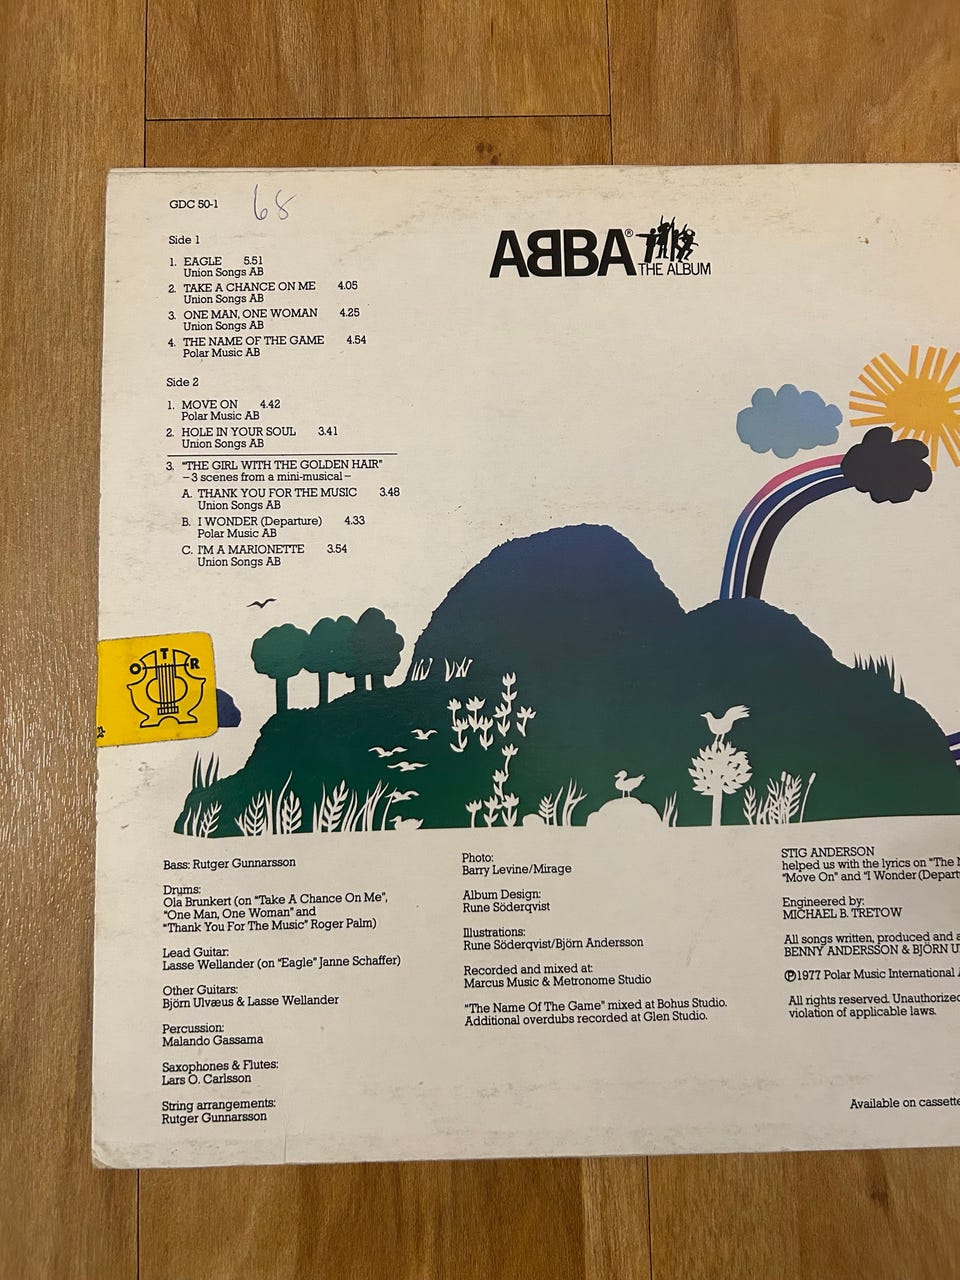 GDC 50-1 68
Side 1
1. EAGLE 5.51
Union Songs AB
2. TAKE A CHANCE ON ME 4.05
Union Songs AB
3. ONE MAN, ONE WOMAN 4.25
Union Songs AB
4. THE NAME OF THE GAME 4.54
Polar Music AB
Side 2
1. MOVE ON 4.42
Polar Music AB
2. HOLE IN YOUR SOUL 3.41
Union Songs AB
3. "THE GIRL WITH THE GOLDEN HAIR"
–3 scenes from a mini-musical–
A. THANK YOU FOR THE MUSIC 3.48
Union Songs AB
B. I WONDER (Departure) 4.33
Polar Music AB
C. I'M A MARIONETTE 3.54
Union Songs AB
AᗺBA®
THE ALBUM
O T R
Bass: Rutger Gunnarsson
Drums:
Ola Brunkert (on "Take A Chance On Me",
"One Man, One Woman" and
"Thank You For The Music" Roger Palm)
Lead Guitar:
Lasse Wellander (on "Eagle" Janne Schaffer)
Other Guitars:
Björn Ulvæus & Lasse Wellander
Percussion:
Malando Gassama
Saxophones & Flutes:
Lars O. Carlsson
String arrangements:
Rutger Gunnarsson
Photo:
Barry Levine/Mirage
Album Design:
Rune Söderqvist
Illustrations:
Rune Söderqvist/Björn Andersson
Recorded and mixed at:
Marcus Music & Metronome Studio
"The Name Of The Game" mixed at Bohus Studio.
Additional overdubs recorded at Glen Studio.
STIG ANDERSON
helped us with the lyrics on "The
"Move On" and "I Wonder (Depart
Engineered by:
MICHAEL B. TRETOW
All songs written, produced and
BENNY ANDERSSON & BJÖRN U
℗1977 Polar Music International
All rights reserved. Unauthorize
violation of applicable laws.
Available on cassette